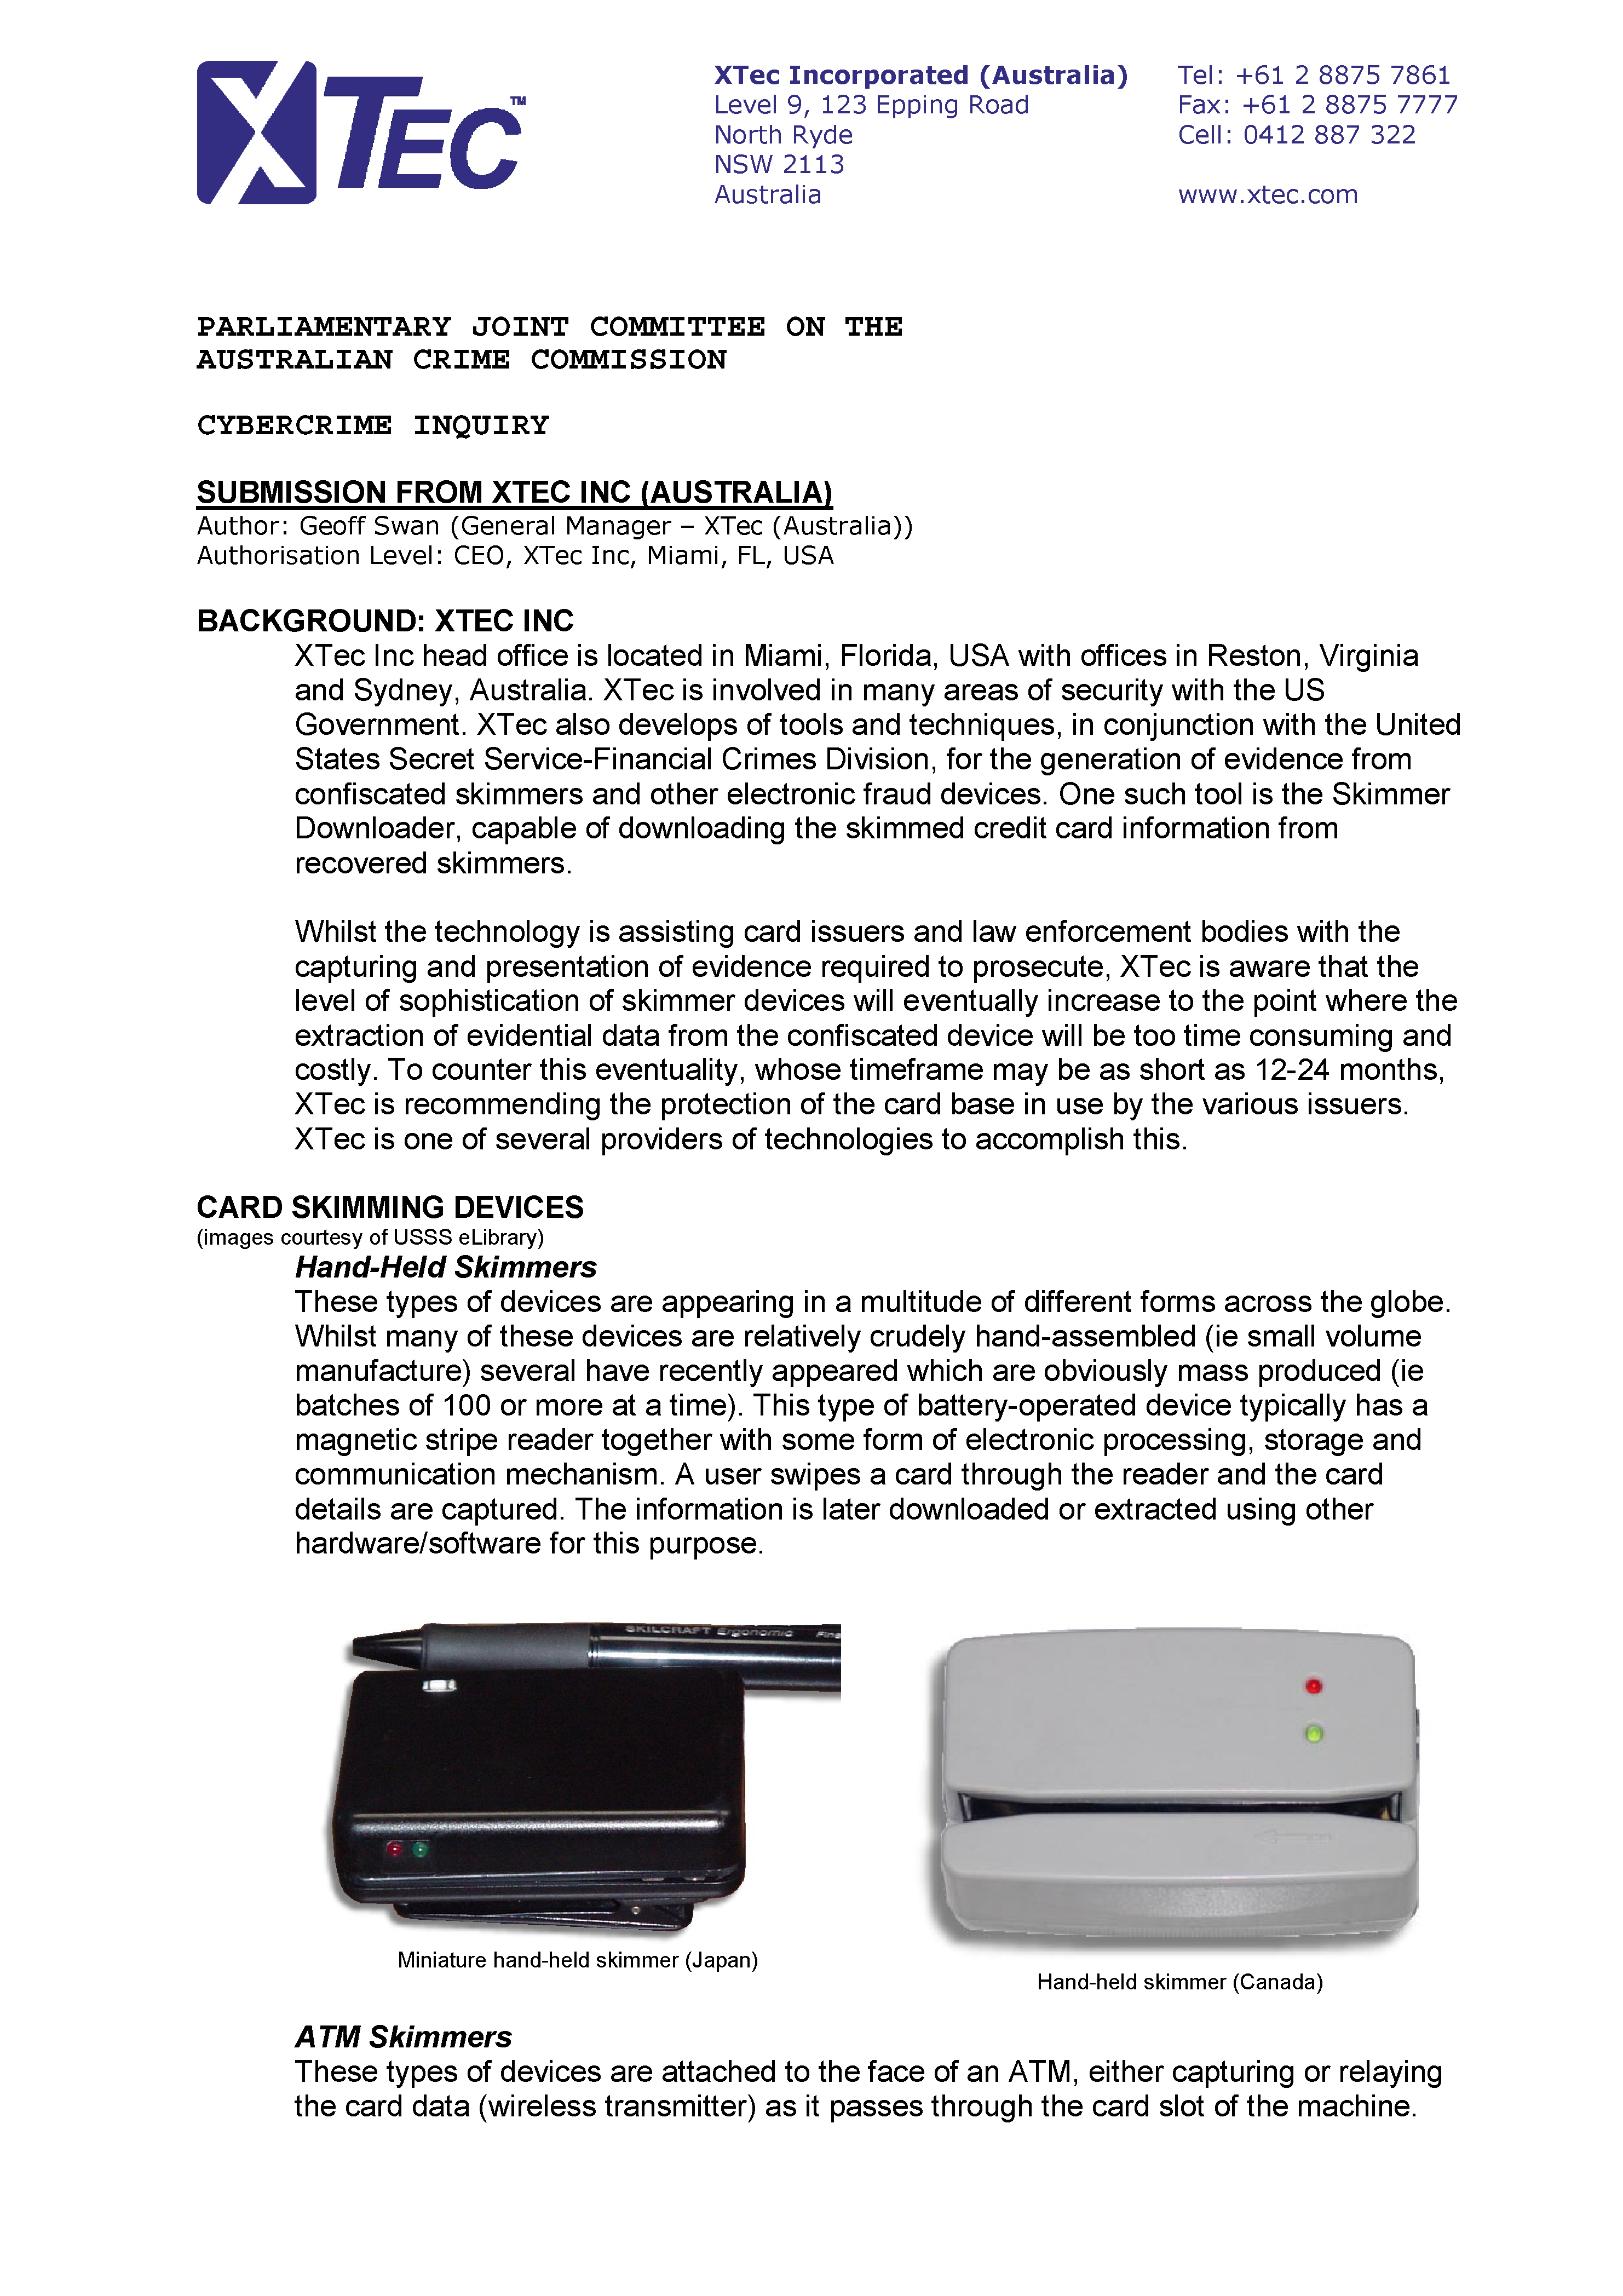 XTEC™
XTec Incorporated (Australia)
Level 9, 123 Epping Road
North Ryde
NSW 2113
Australia
Tel: +61 2 8875 7861
Fax: +61 2 8875 7777
Cell: 0412 887 322
www.xtec.com
PARLIAMENTARY JOINT COMMITTEE ON THE
AUSTRALIAN CRIME COMMISSION
CYBERCRIME INQUIRY
SUBMISSION FROM XTEC INC (AUSTRALIA)
Author: Geoff Swan (General Manager – XTec (Australia))
Authorisation Level: CEO, XTec Inc, Miami, FL, USA
BACKGROUND: XTEC INC
XTec Inc head office is located in Miami, Florida, USA with offices in Reston, Virginia
and Sydney, Australia. XTec is involved in many areas of security with the US
Government. XTec also develops of tools and techniques, in conjunction with the United
States Secret Service-Financial Crimes Division, for the generation of evidence from
confiscated skimmers and other electronic fraud devices. One such tool is the Skimmer
Downloader, capable of downloading the skimmed credit card information from
recovered skimmers.
Whilst the technology is assisting card issuers and law enforcement bodies with the
capturing and presentation of evidence required to prosecute, XTec is aware that the
level of sophistication of skimmer devices will eventually increase to the point where the
extraction of evidential data from the confiscated device will be too time consuming and
costly. To counter this eventuality, whose timeframe may be as short as 12-24 months,
XTec is recommending the protection of the card base in use by the various issuers.
XTec is one of several providers of technologies to accomplish this.
CARD SKIMMING DEVICES
(images courtesy of USSS eLibrary)
Hand-Held Skimmers
These types of devices are appearing in a multitude of different forms across the globe.
Whilst many of these devices are relatively crudely hand-assembled (ie small volume
manufacture) several have recently appeared which are obviously mass produced (ie
batches of 100 or more at a time). This type of battery-operated device typically has a
magnetic stripe reader together with some form of electronic processing, storage and
communication mechanism. A user swipes a card through the reader and the card
details are captured. The information is later downloaded or extracted using other
hardware/software for this purpose.
SKILCRAFT Ergonomic Fine
Miniature hand-held skimmer (Japan)
Hand-held skimmer (Canada)
ATM Skimmers
These types of devices are attached to the face of an ATM, either capturing or relaying
the card data (wireless transmitter) as it passes through the card slot of the machine.